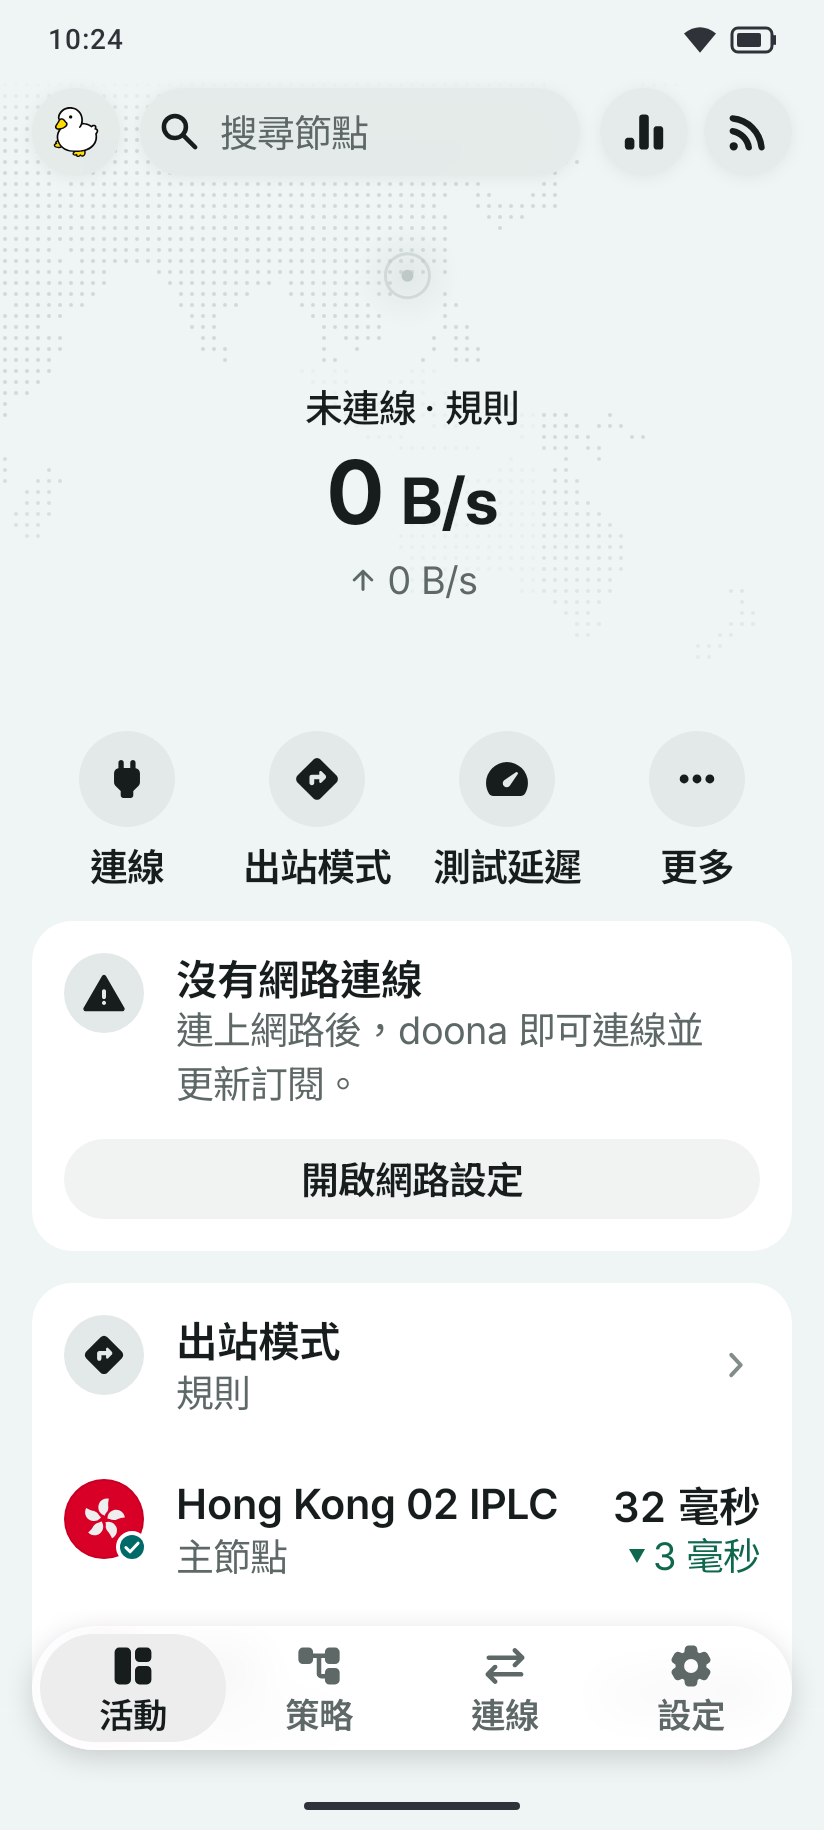 10:24
搜尋節點
未連線 · 規則
0 B/s
↑ 0 B/s
連線
出站模式
測試延遲
更多
沒有網路連線
連上網路後，doona 即可連線並
更新訂閱。
開啟網路設定
出站模式
規則
Hong Kong 02 IPLC
32 毫秒
主節點
▼3 毫秒
活動
策略
連線
設定